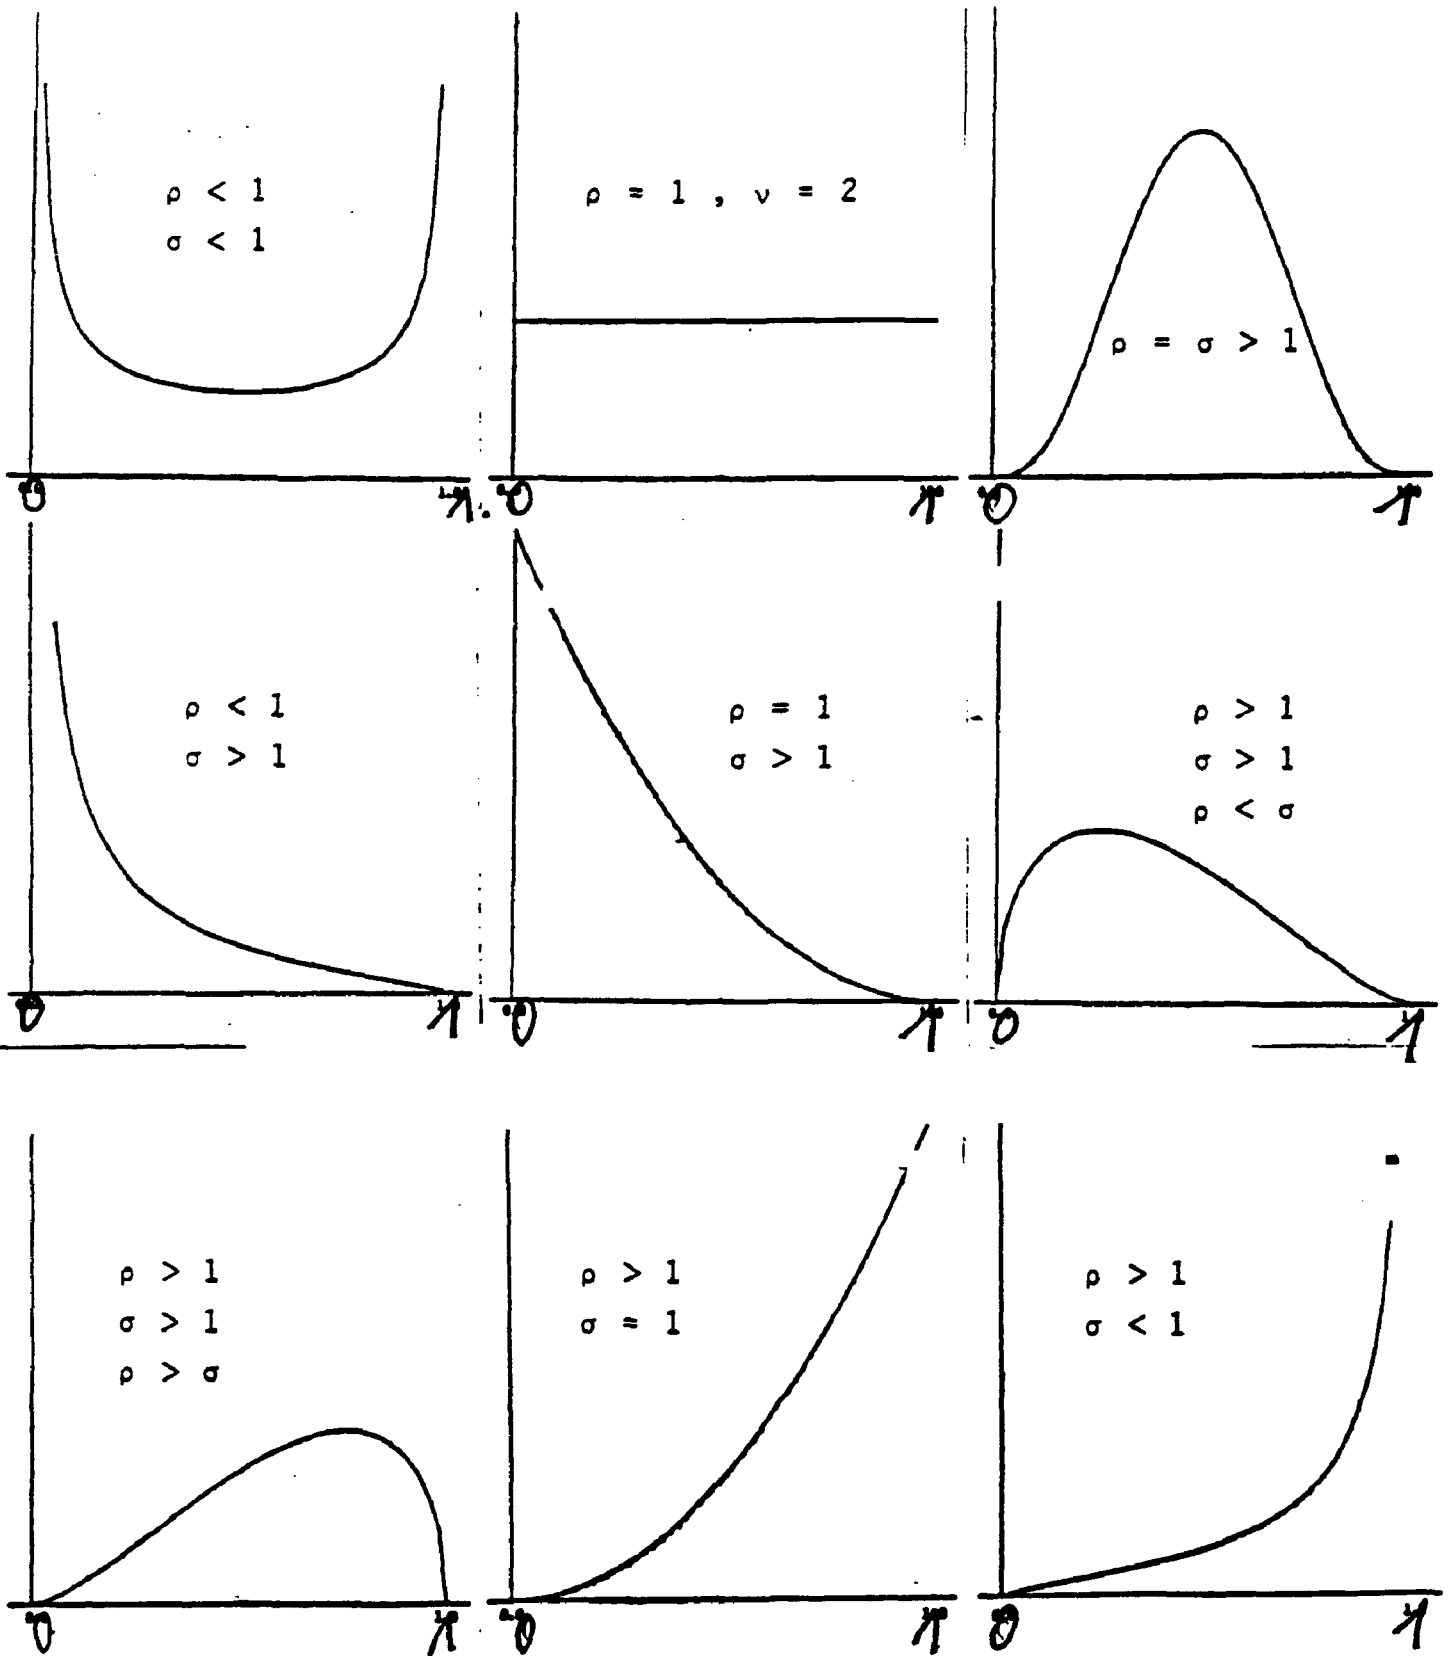 ρ < 1
σ < 1
ρ = 1 , ν = 2
ρ = σ > 1
0 1
0 1
0 1
ρ < 1
σ > 1
ρ = 1
σ > 1
ρ > 1
σ > 1
ρ < σ
0 1
0 1
0 1
ρ > 1
σ > 1
ρ > σ
ρ > 1
σ = 1
ρ > 1
σ < 1
0 1
0 1
0 1